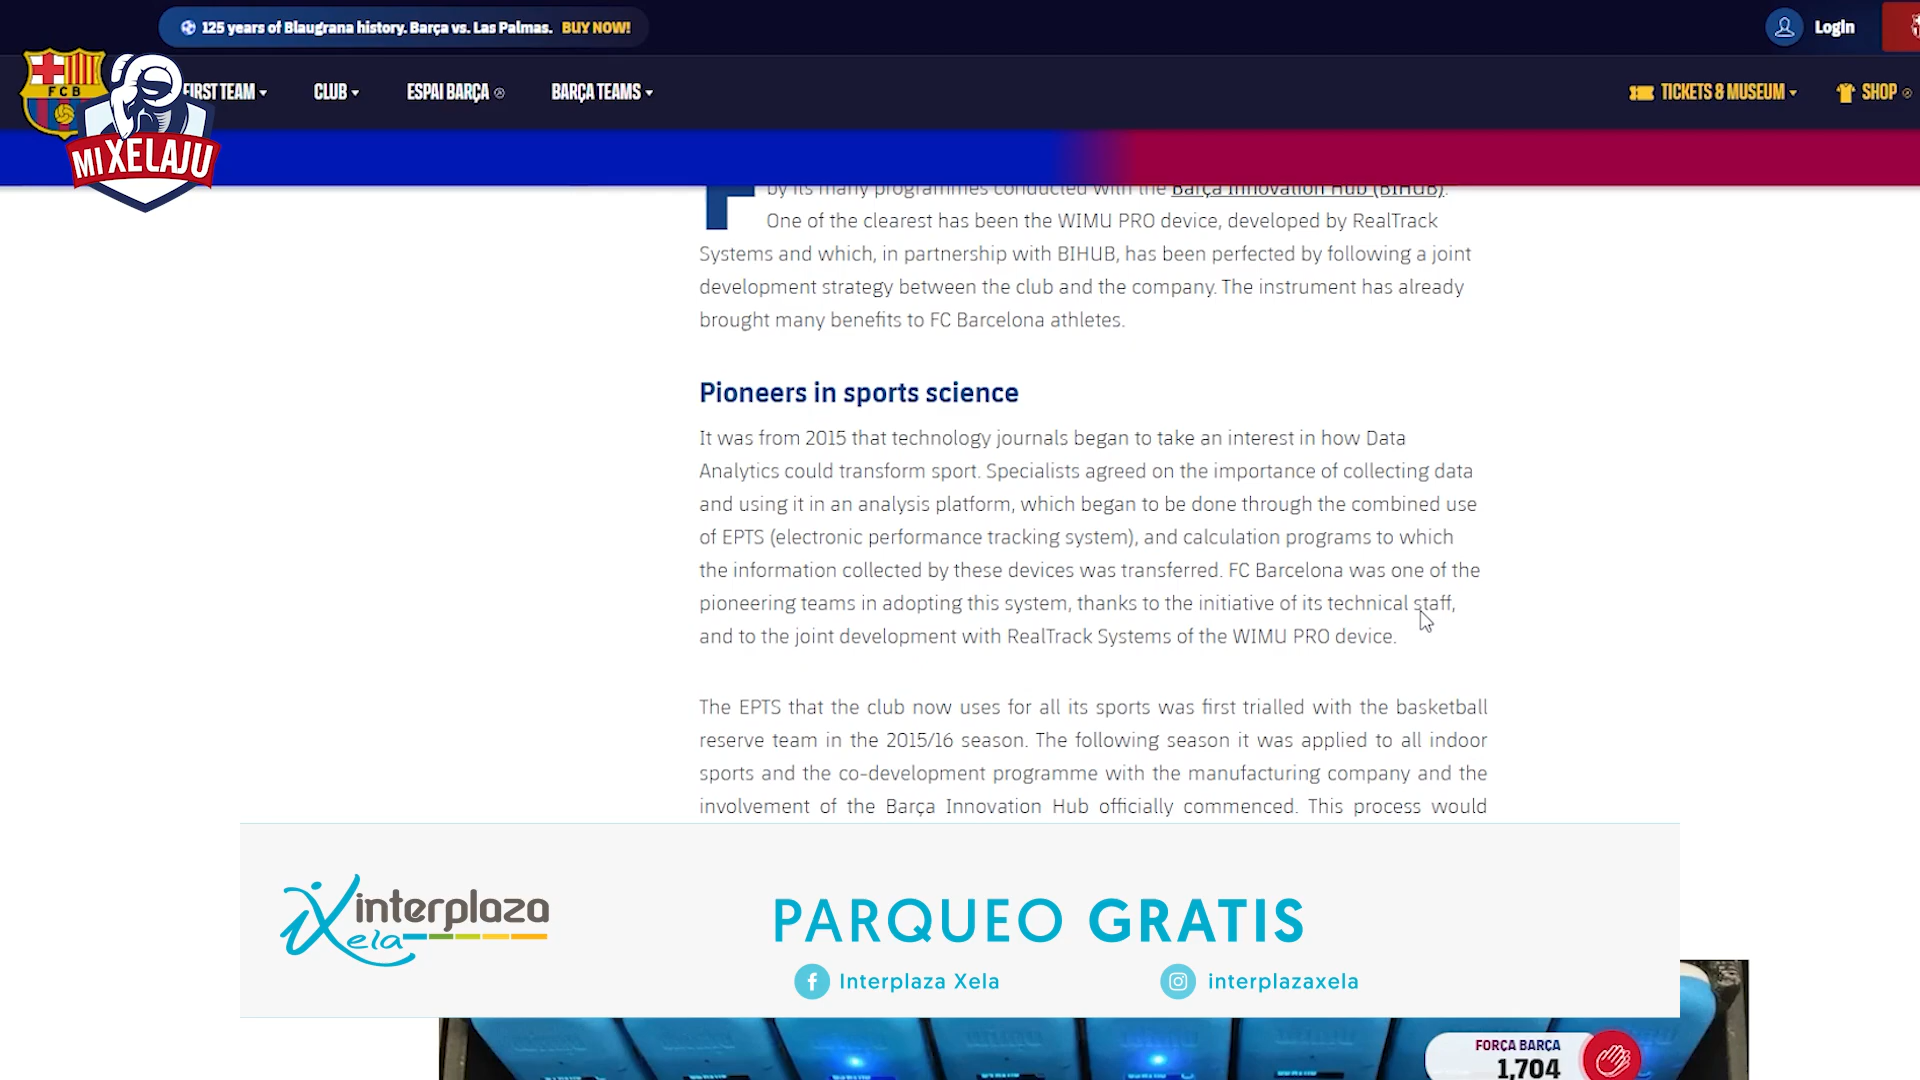 125 years of Blaugrana history. Barça vs. Las Palmas. BUY NOW!
Login
FCB
FIRST TEAM
CLUB
ESPAI BARÇA
BARÇA TEAMS
TICKETS & MUSEUM
SHOP
MI XELAJU
by its many programmes conducted with the Barça Innovation Hub (BIHUB).
One of the clearest has been the WIMU PRO device, developed by RealTrack
Systems and which, in partnership with BIHUB, has been perfected by following a joint
development strategy between the club and the company. The instrument has already
brought many benefits to FC Barcelona athletes.
Pioneers in sports science
It was from 2015 that technology journals began to take an interest in how Data
Analytics could transform sport. Specialists agreed on the importance of collecting data
and using it in an analysis platform, which began to be done through the combined use
of EPTS (electronic performance tracking system), and calculation programs to which
the information collected by these devices was transferred. FC Barcelona was one of the
pioneering teams in adopting this system, thanks to the initiative of its technical staff,
and to the joint development with RealTrack Systems of the WIMU PRO device.
The EPTS that the club now uses for all its sports was first trialled with the basketball
reserve team in the 2015/16 season. The following season it was applied to all indoor
sports and the co-development programme with the manufacturing company and the
involvement of the Barça Innovation Hub officially commenced. This process would
interplaza
Xela
PARQUEO GRATIS
Interplaza Xela
interplazaxela
FORÇA BARÇA
1,704